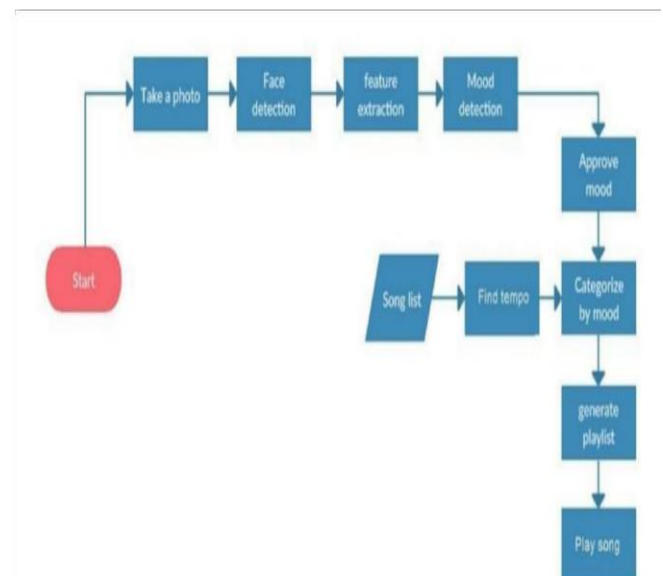 Take a photo
Face
detection
feature
extraction
Mood
detection
Approve
mood
Start
Song list
Find tempo
Categorize
by mood
generate
playlist
Play song